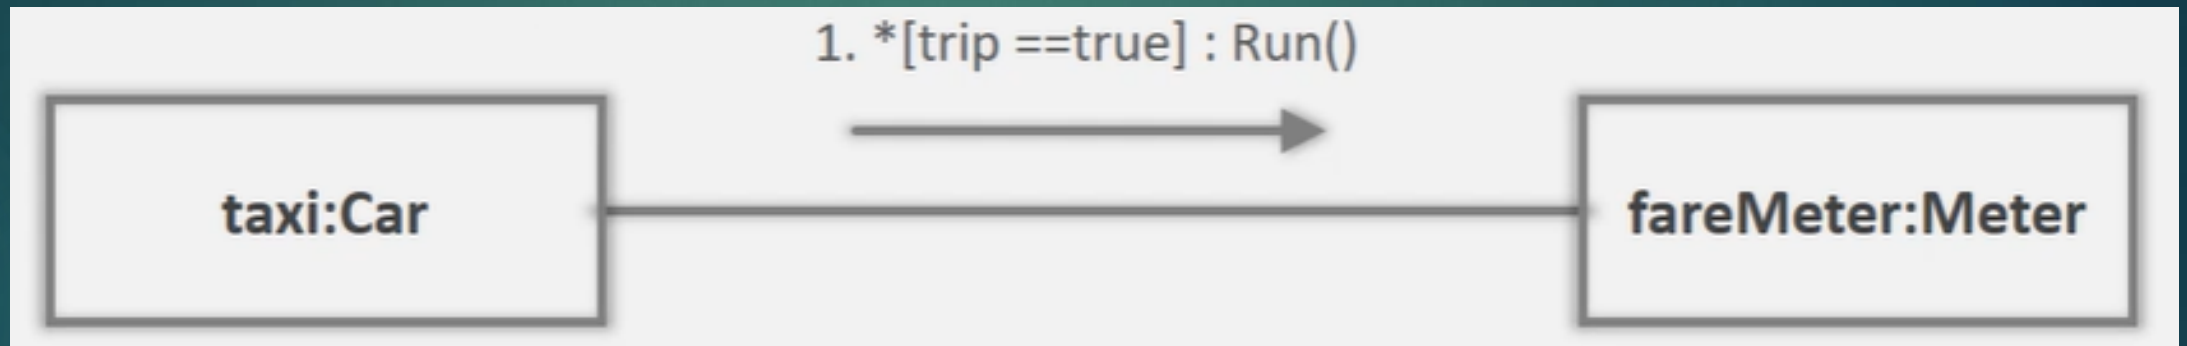 1. *[trip ==true] : Run()
taxi:Car
fareMeter:Meter